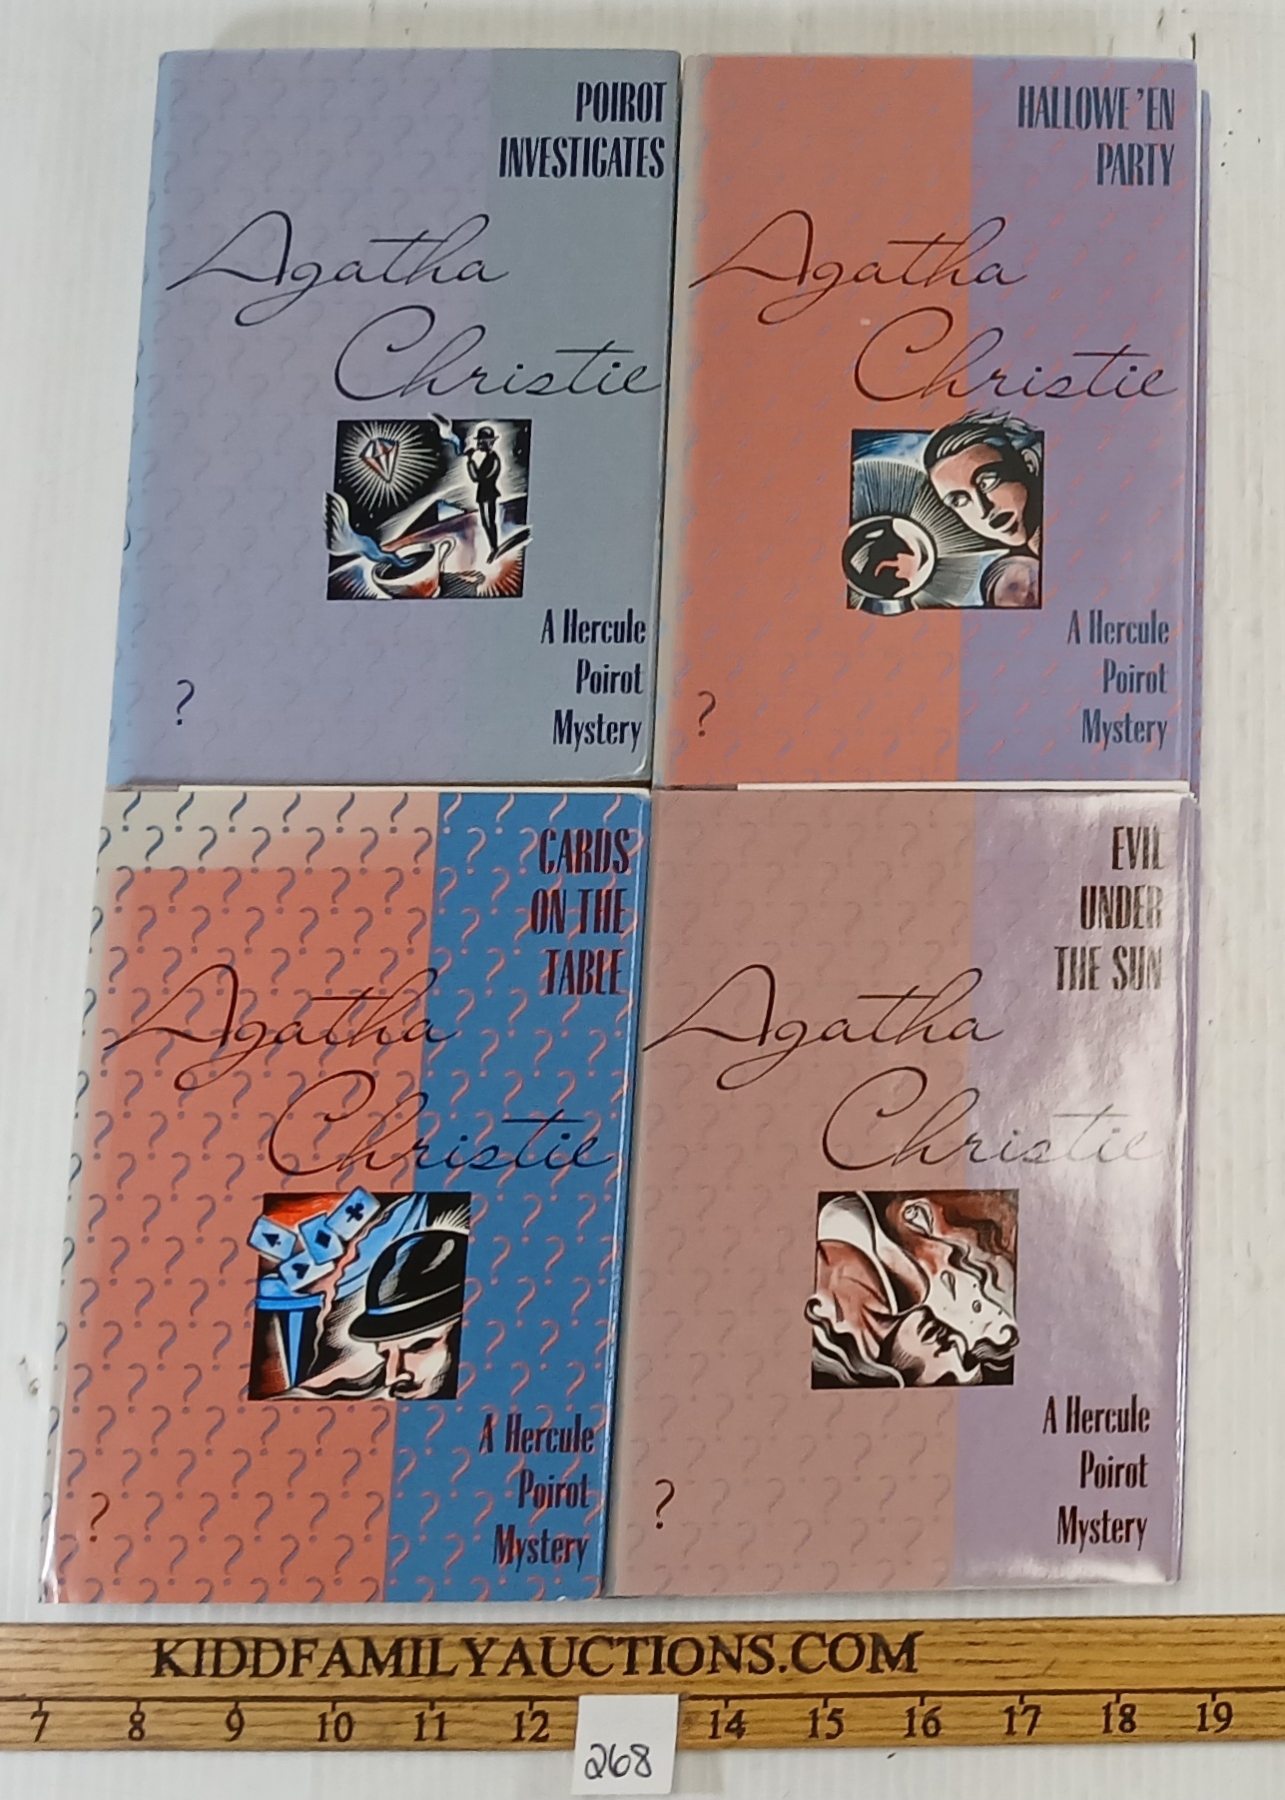 POIROT
INVESTIGATES
Agatha
Christie
A Hercule
Poirot
Mystery
?
HALLOWE'EN
PARTY
Agatha
Christie
A Hercule
Poirot
Mystery
?
CARDS
ON THE
TABLE
Agatha
Christie
A Hercule
Poirot
Mystery
?
EVIL
UNDER
THE SUN
Agatha
Christie
A Hercule
Poirot
Mystery
?
KIDDFAMILYAUCTIONS.COM
7 8 9 10 11 12 14 15 16 17 18 19
268